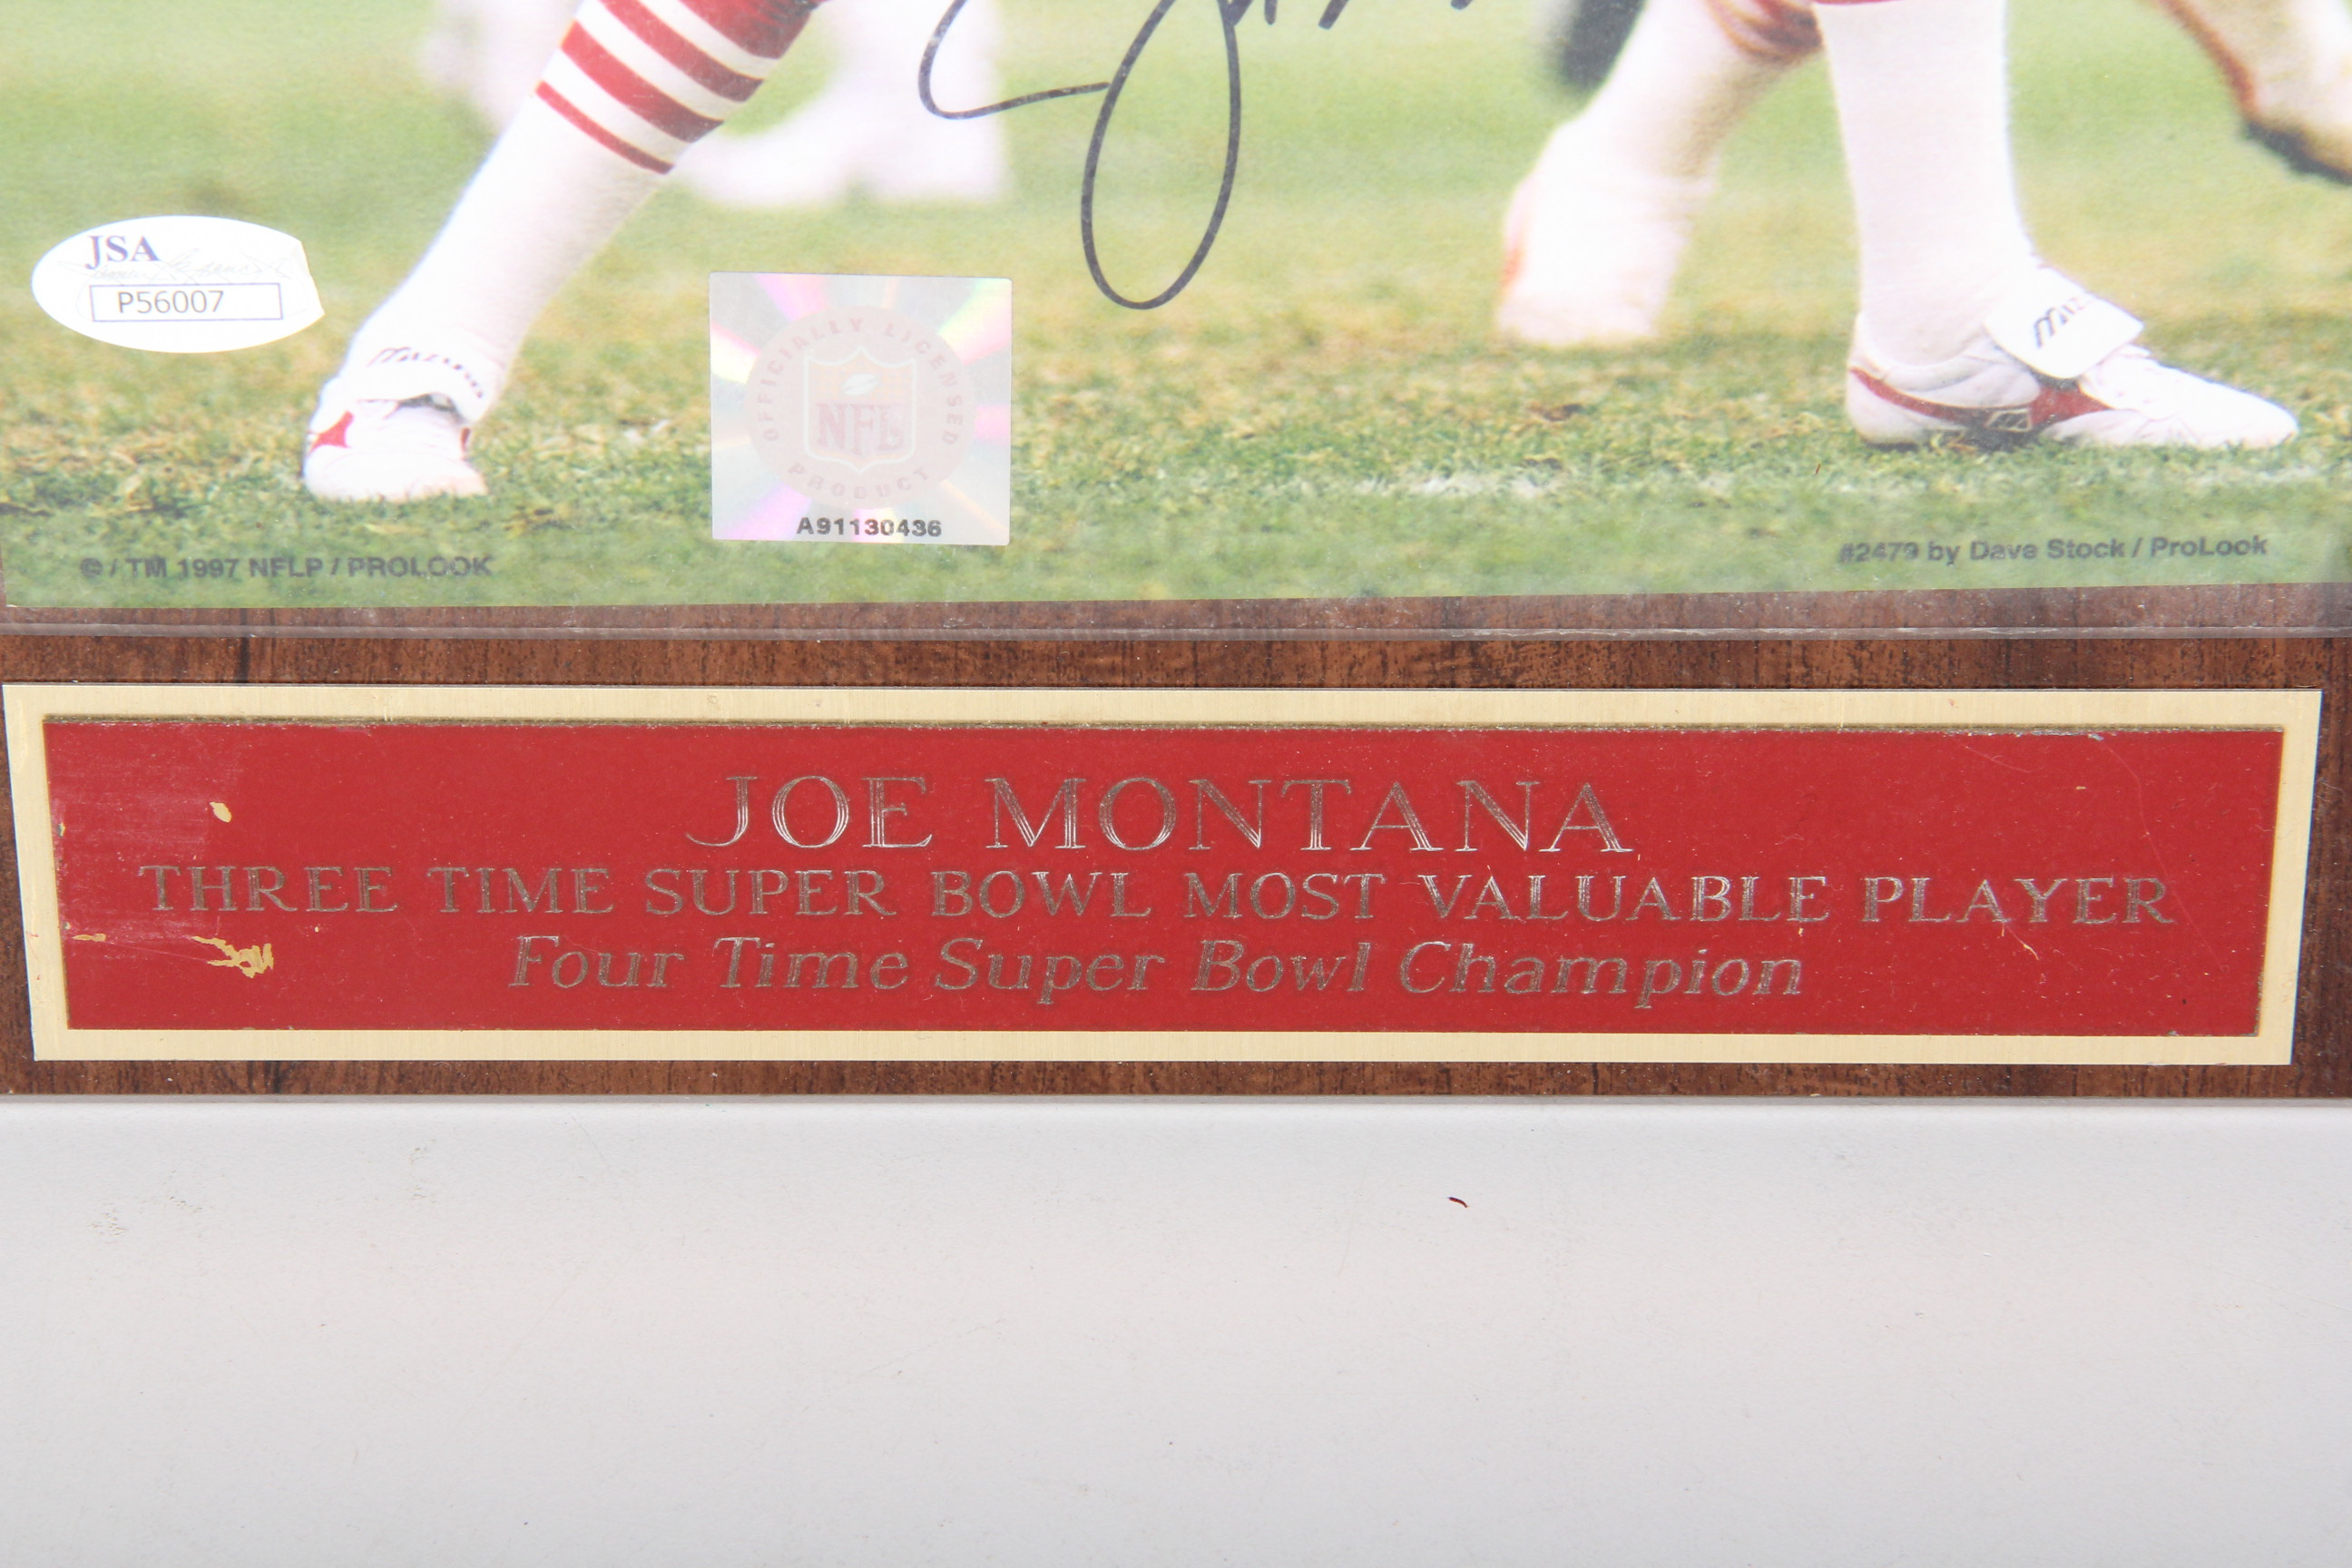 JSA
P56007
mizuno
OFFICIALLY LICENSED
NFL
PRODUCT
A91130436
© / TM 1997 NFLP / PROLOOK
#2479 by Dave Stock / ProLook
JOE MONTANA
THREE TIME SUPER BOWL MOST VALUABLE PLAYER
Four Time Super Bowl Champion